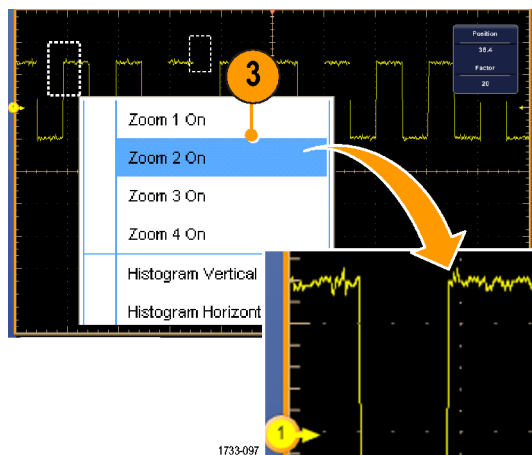 Position
38.4
Factor
20
3
Zoom 1 On
Zoom 2 On
Zoom 3 On
Zoom 4 On
Histogram Vertical
Histogram Horizont
1
1733-097